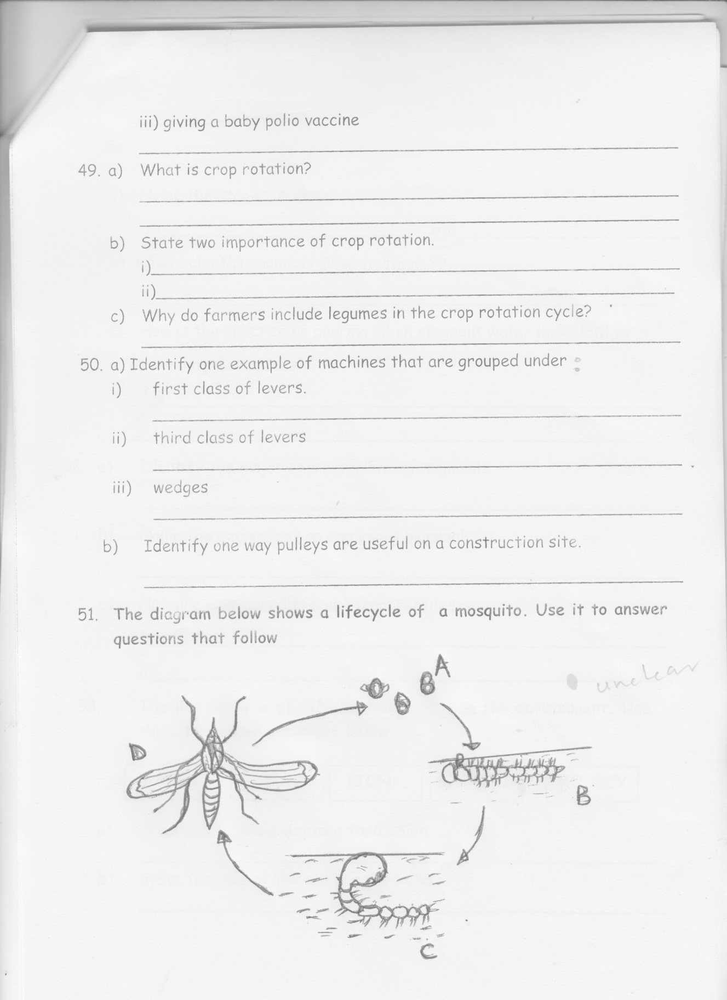 iii) giving a baby polio vaccine
49. a) What is crop rotation?
b) State two importance of crop rotation.
i)
ii)
c) Why do farmers include legumes in the crop rotation cycle?
50. a) Identify one example of machines that are grouped under :
i) first class of levers.
ii) third class of levers
iii) wedges
b) Identify one way pulleys are useful on a construction site.
51. The diagram below shows a lifecycle of a mosquito. Use it to answer
questions that follow
A
unclear
D
B
C